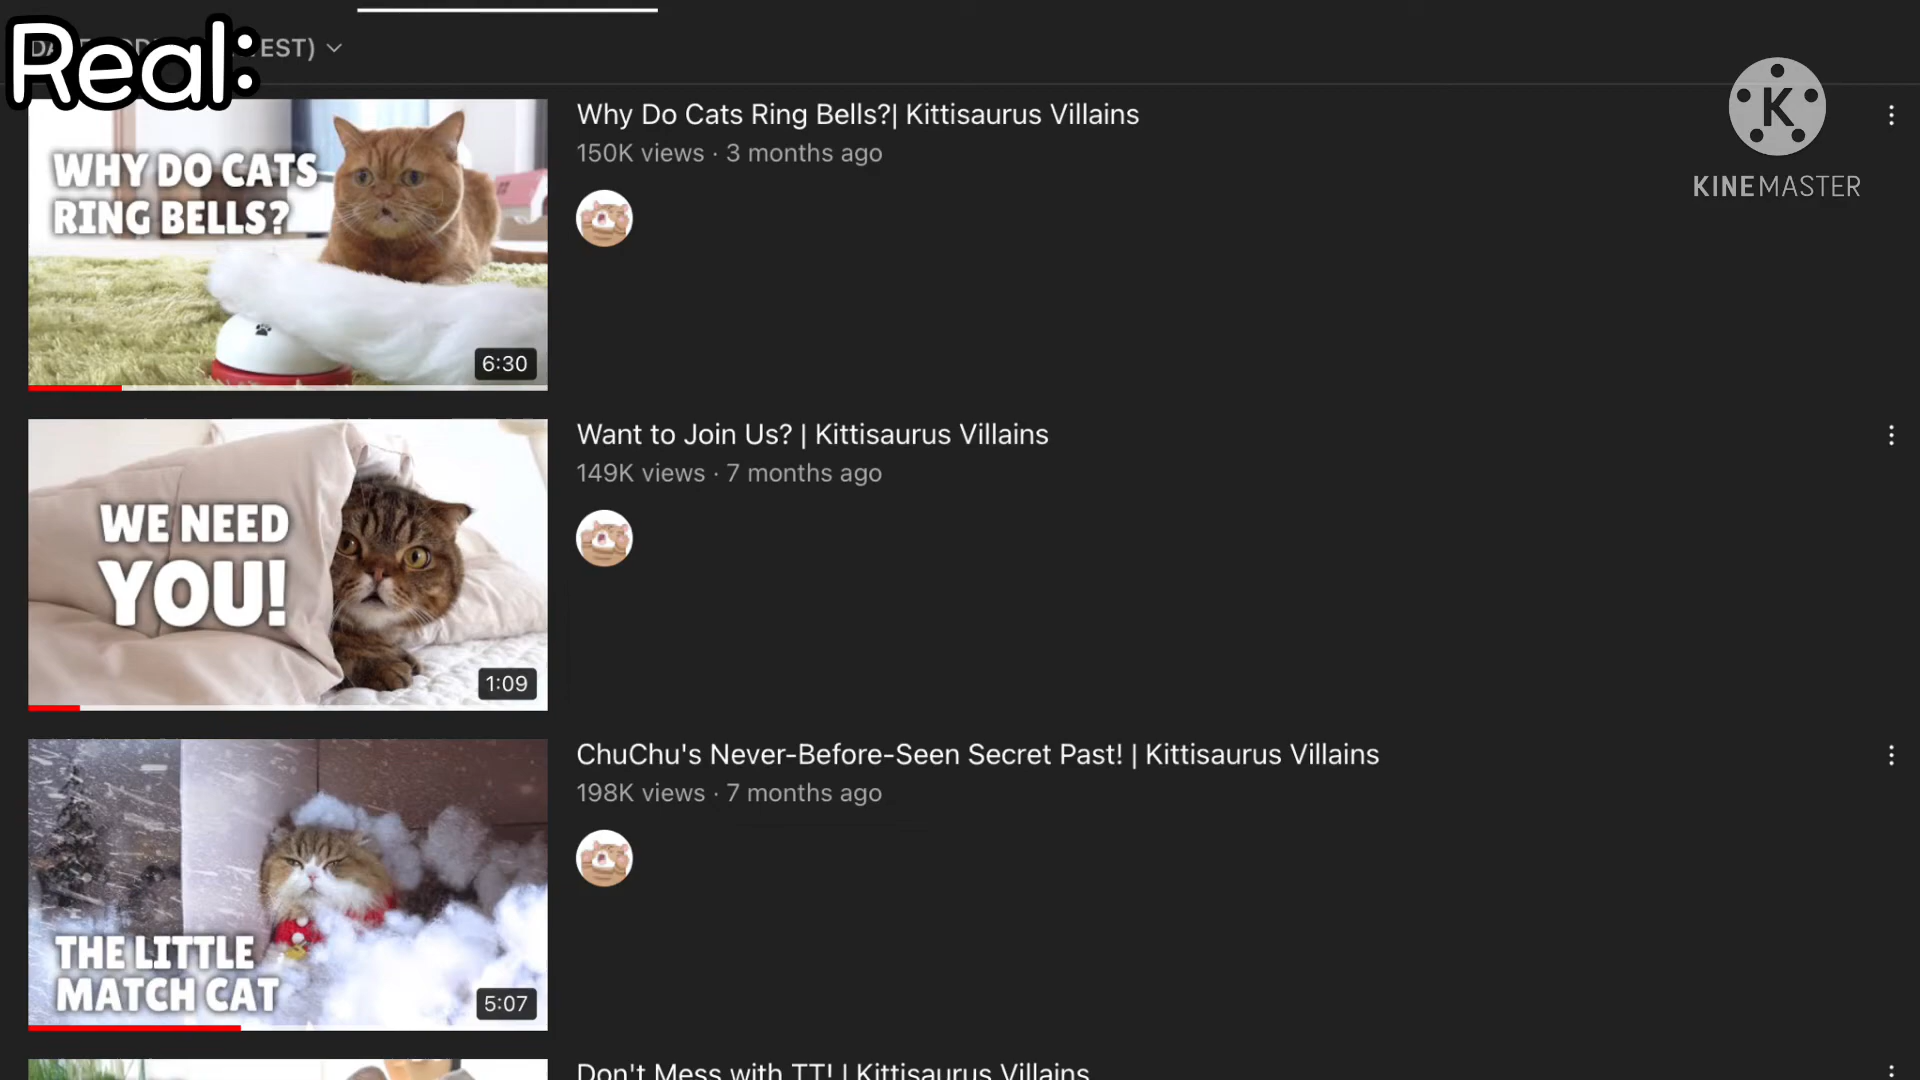 Real:
EST)
WHY DO CATS
RING BELLS?
6:30
Why Do Cats Ring Bells?| Kittisaurus Villains
150K views · 3 months ago
K
KINEMASTER
WE NEED
YOU!
1:09
Want to Join Us? | Kittisaurus Villains
149K views · 7 months ago
THE LITTLE
MATCH CAT
5:07
ChuChu's Never-Before-Seen Secret Past! | Kittisaurus Villains
198K views · 7 months ago
Don't Mess with TT! | Kittisaurus Villains